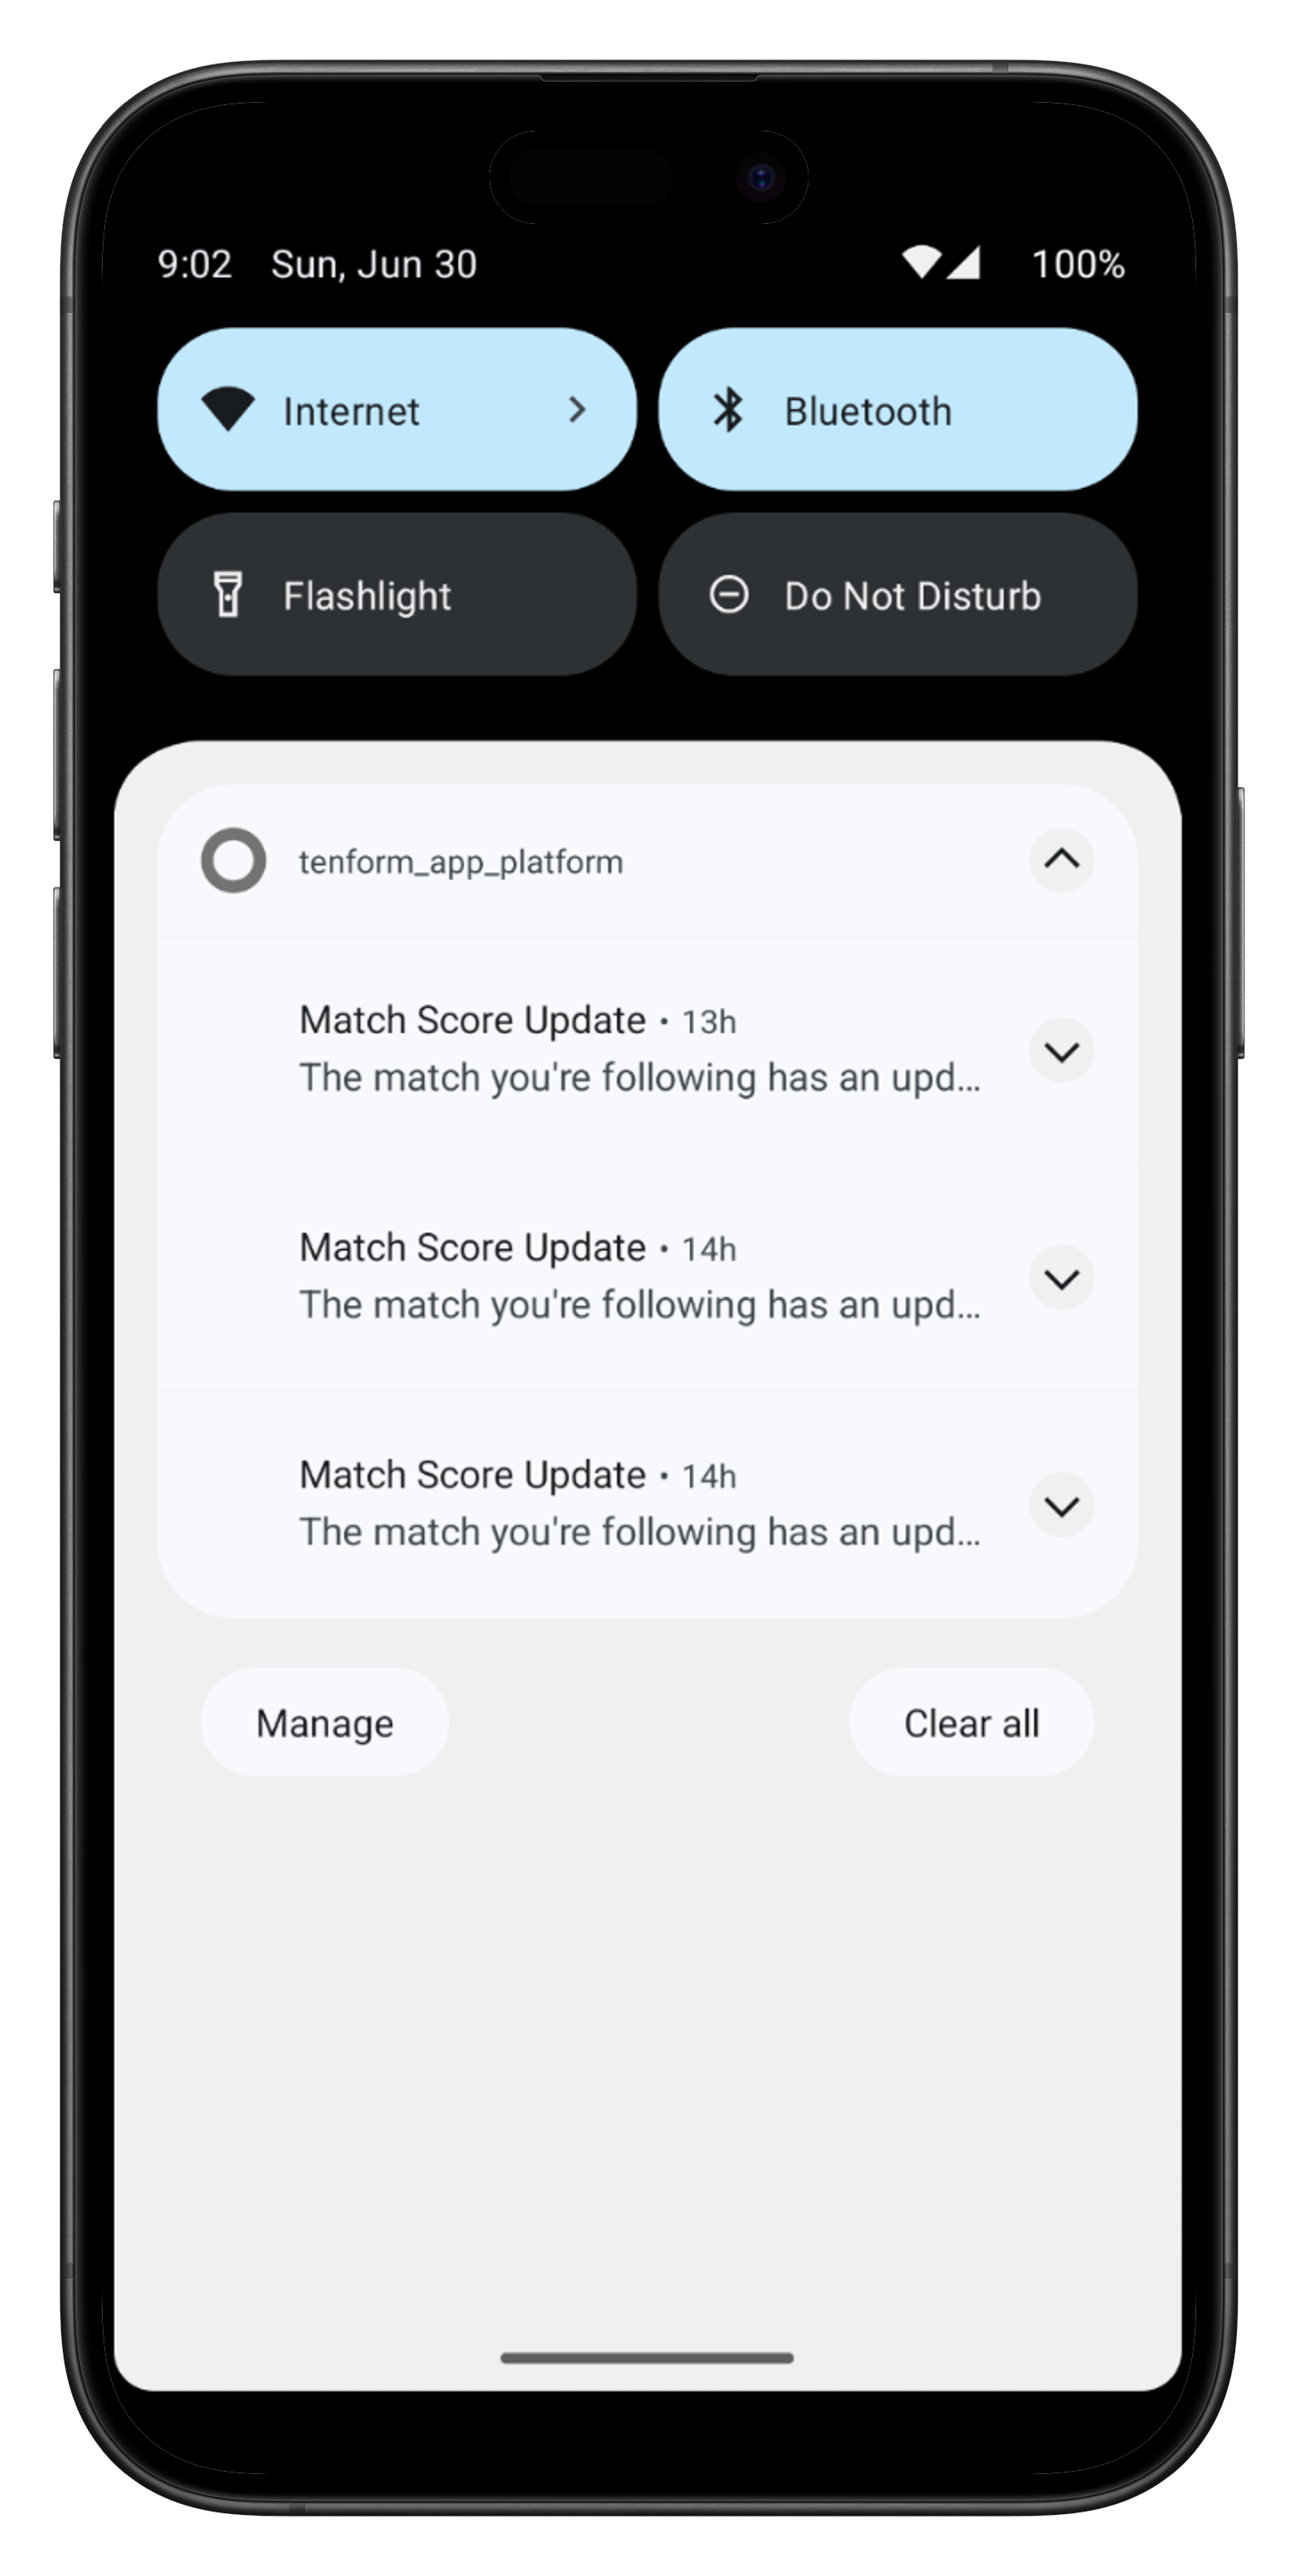 9:02 Sun, Jun 30 100%
Internet Bluetooth
Flashlight Do Not Disturb
tenform_app_platform
Match Score Update • 13h
The match you're following has an upd...
Match Score Update • 14h
The match you're following has an upd...
Match Score Update • 14h
The match you're following has an upd...
Manage Clear all